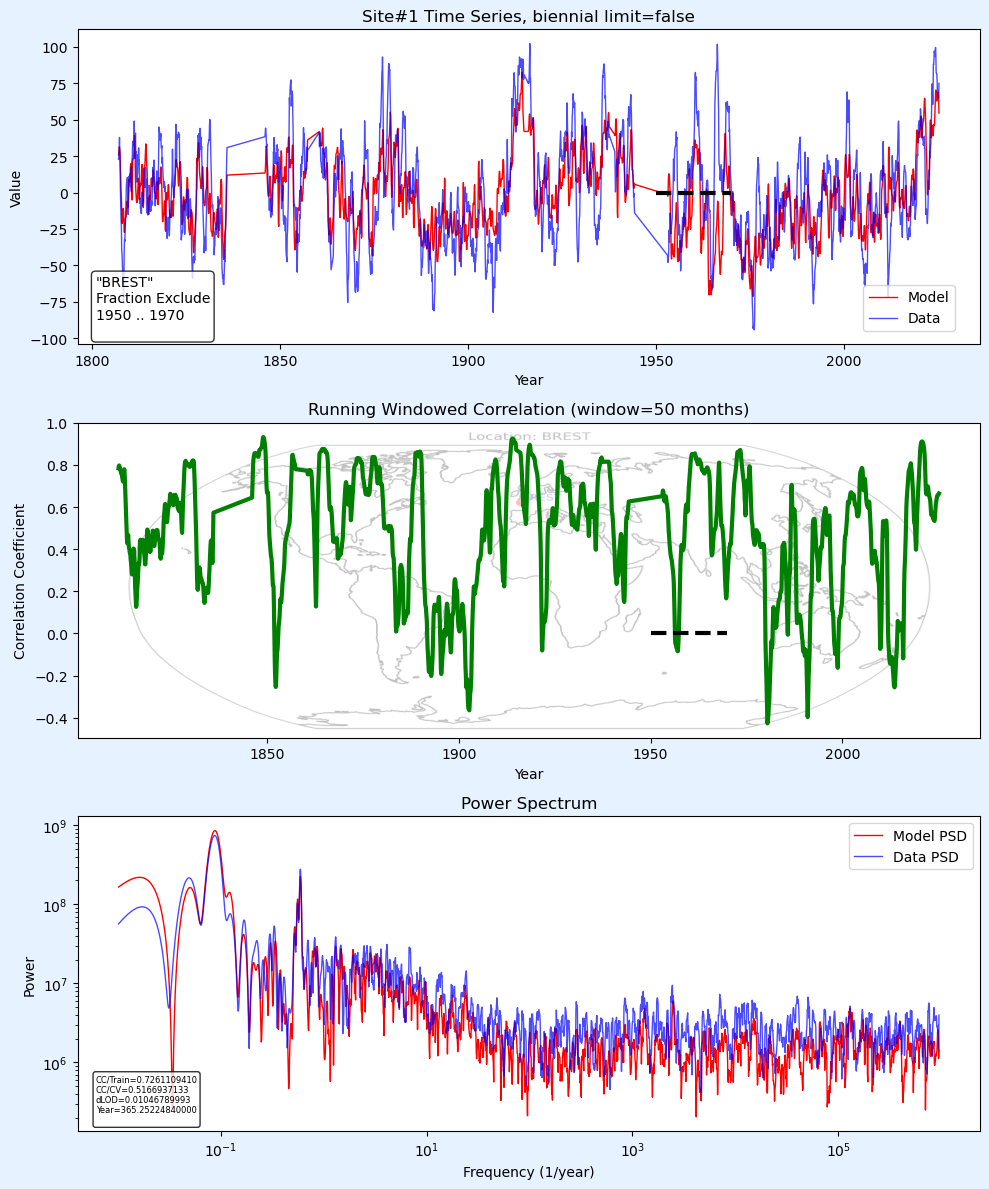 Site#1 Time Series, biennial limit=false
Value
100
75
50
25
0
−25
−50
−75
−100
"BREST"
Fraction Exclude
1950 .. 1970
Model
Data
1800
1850
1900
1950
2000
Year
Running Windowed Correlation (window=50 months)
Location: BREST
Correlation Coefficient
1.0
0.8
0.6
0.4
0.2
0.0
−0.2
−0.4
1850
1900
1950
2000
Year
Power Spectrum
Power
10^9
10^8
10^7
10^6
Model PSD
Data PSD
CC/Train=0.7261109410
CC/CV=0.5166937133
dLOD=0.01046789993
Year=365.25224840000
10^−1
10^1
10^3
10^5
Frequency (1/year)